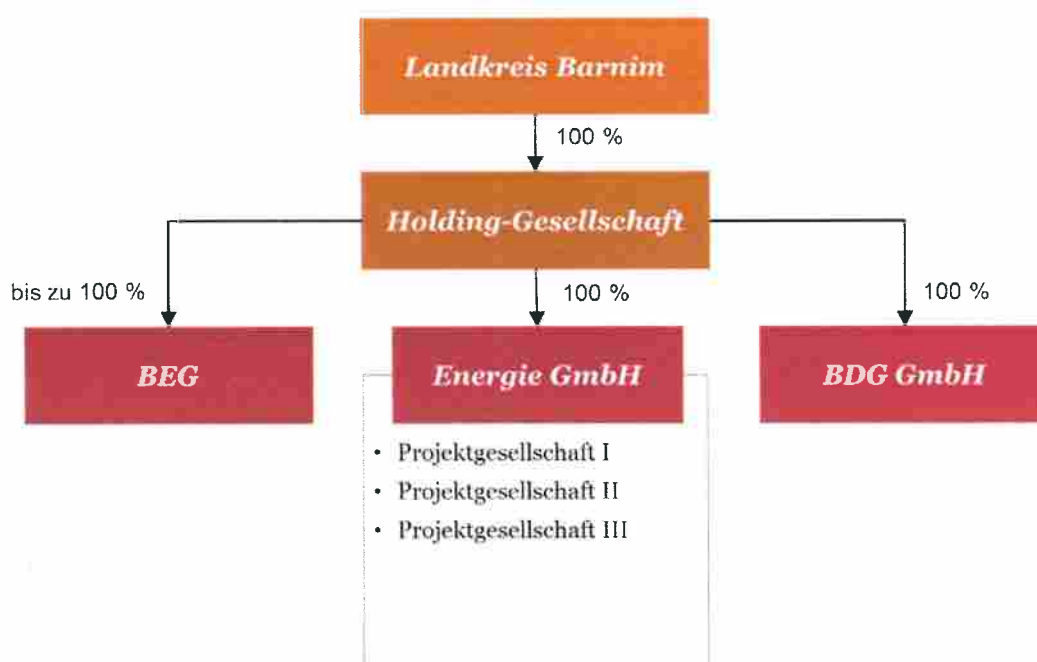 Landkreis Barnim
100 %
Holding-Gesellschaft
bis zu 100 %
100 %
100 %
BEG
Energie GmbH
BDG GmbH
• Projektgesellschaft I
• Projektgesellschaft II
• Projektgesellschaft III